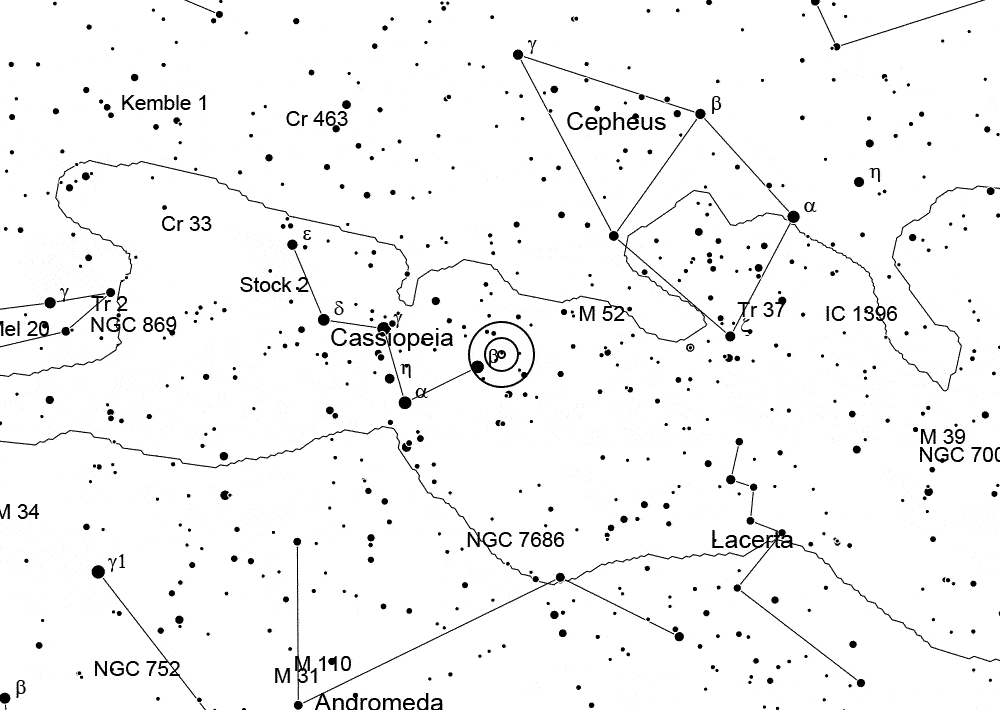 γ
Kemble 1
β
Cr 463
Cepheus
η
α
Cr 33
ε
Stock 2
γ
Tr 2
δ
γ
M 52
Tr 37
IC 1396
Mel 20
NGC 869
Cassiopeia
ζ
β
η
α
M 39
NGC 700
M 34
NGC 7686
Lacerta
γ1
NGC 752
M 110
M 31
β
Andromeda